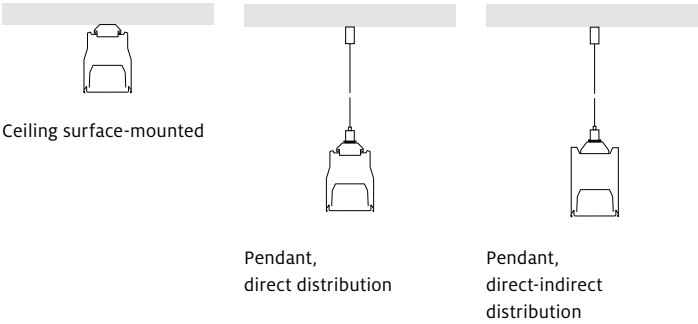 Ceiling surface-mounted
Pendant,
direct distribution
Pendant,
direct-indirect
distribution